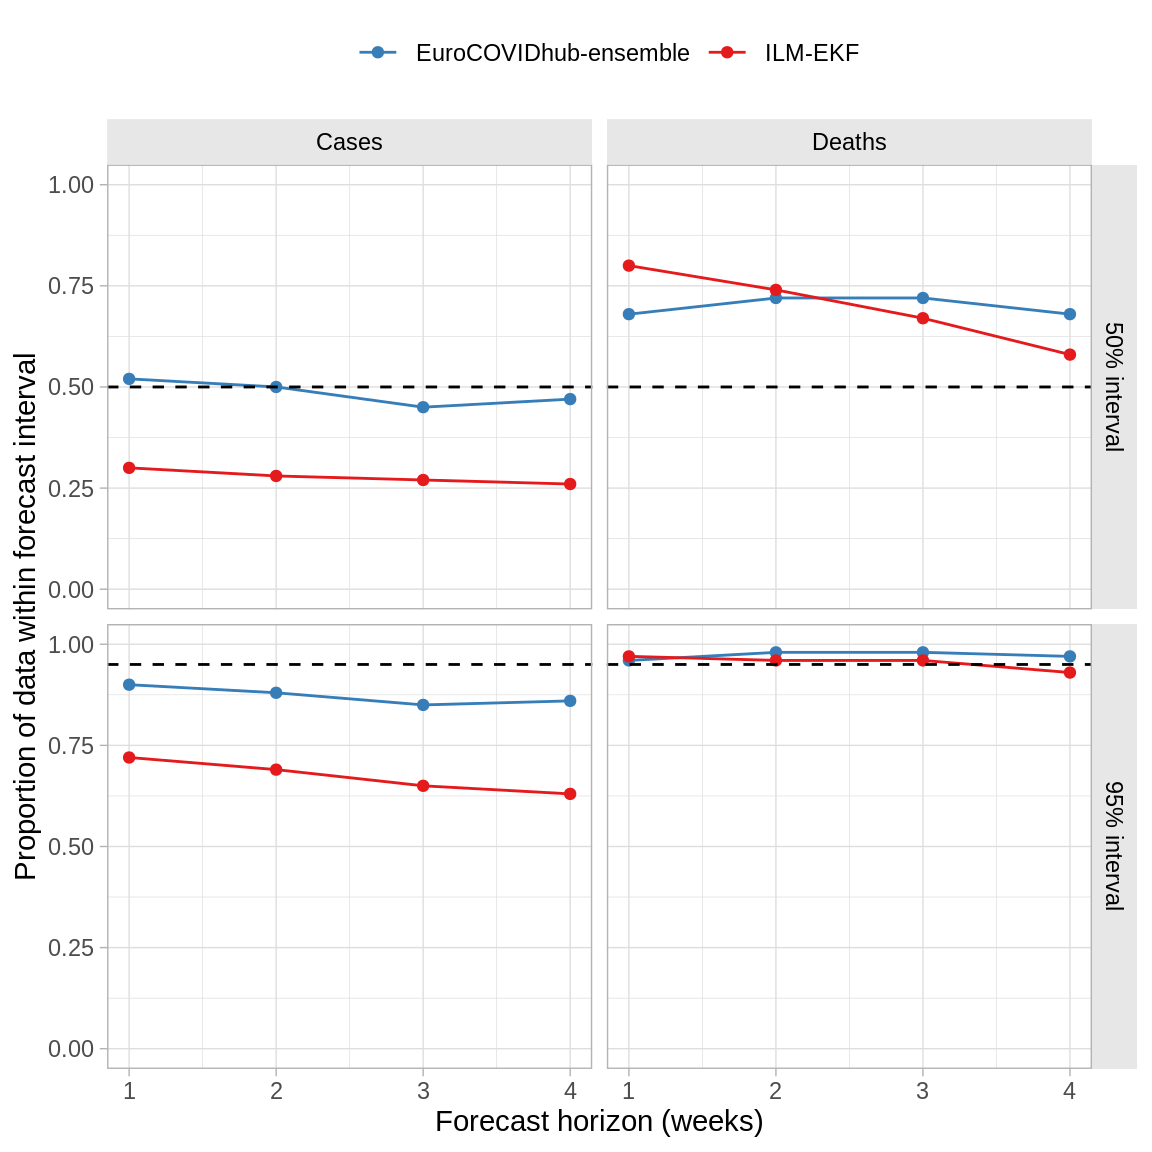 EuroCOVIDhub-ensemble ILM-EKF
Cases Deaths
Proportion of data within forecast interval
1.00
0.75
0.50
0.25
0.00
50% interval
1.00
0.75
0.50
0.25
0.00
95% interval
1 2 3 4 1 2 3 4
Forecast horizon (weeks)